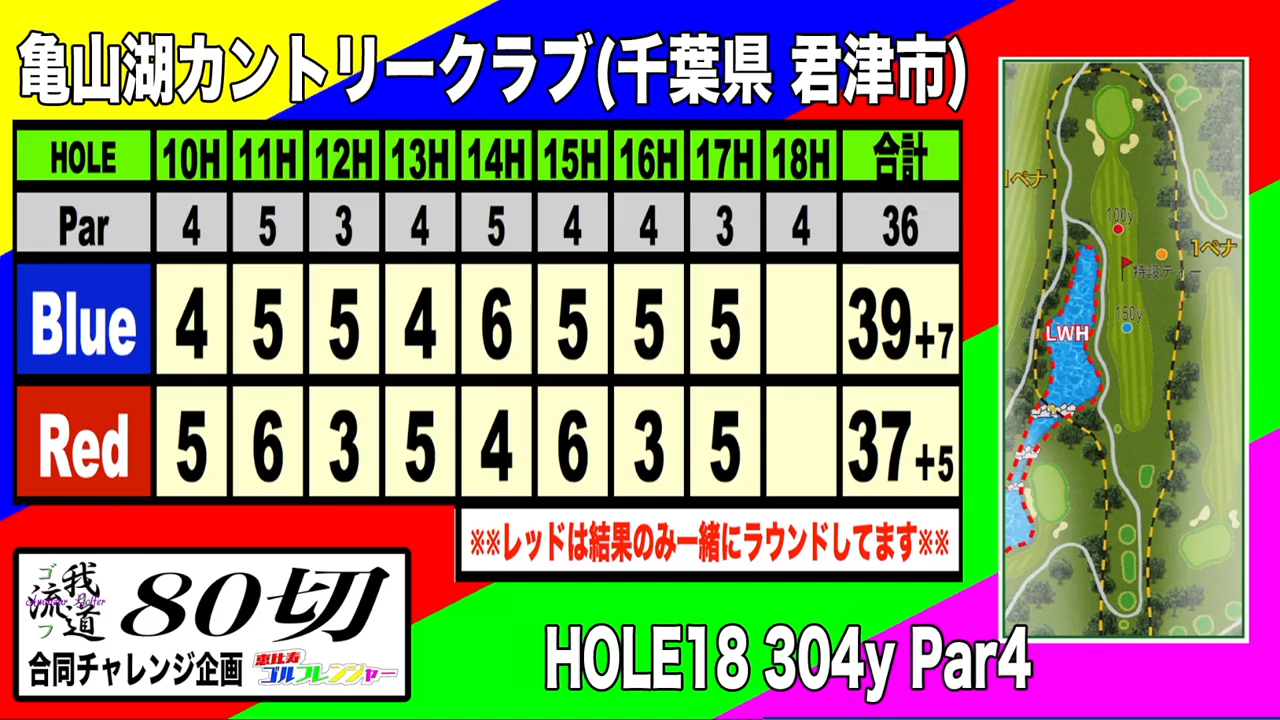 亀山湖カントリークラブ(千葉県 君津市)
HOLE 10H 11H 12H 13H 14H 15H 16H 17H 18H 合計
Par 4 5 3 4 5 4 4 3 4 36
Blue 4 5 5 4 6 5 5 5 39+7
Red 5 6 3 5 4 6 3 5 37+5
※※レッドは結果のみ一緒にラウンドしてます※※
1ペナ
100y
1ペナ
特設ティー
150y
LWH
我道
ゴ流フ
80切
合同チャレンジ企画
恵比寿
ゴルフレンジャー
HOLE18 304y Par4